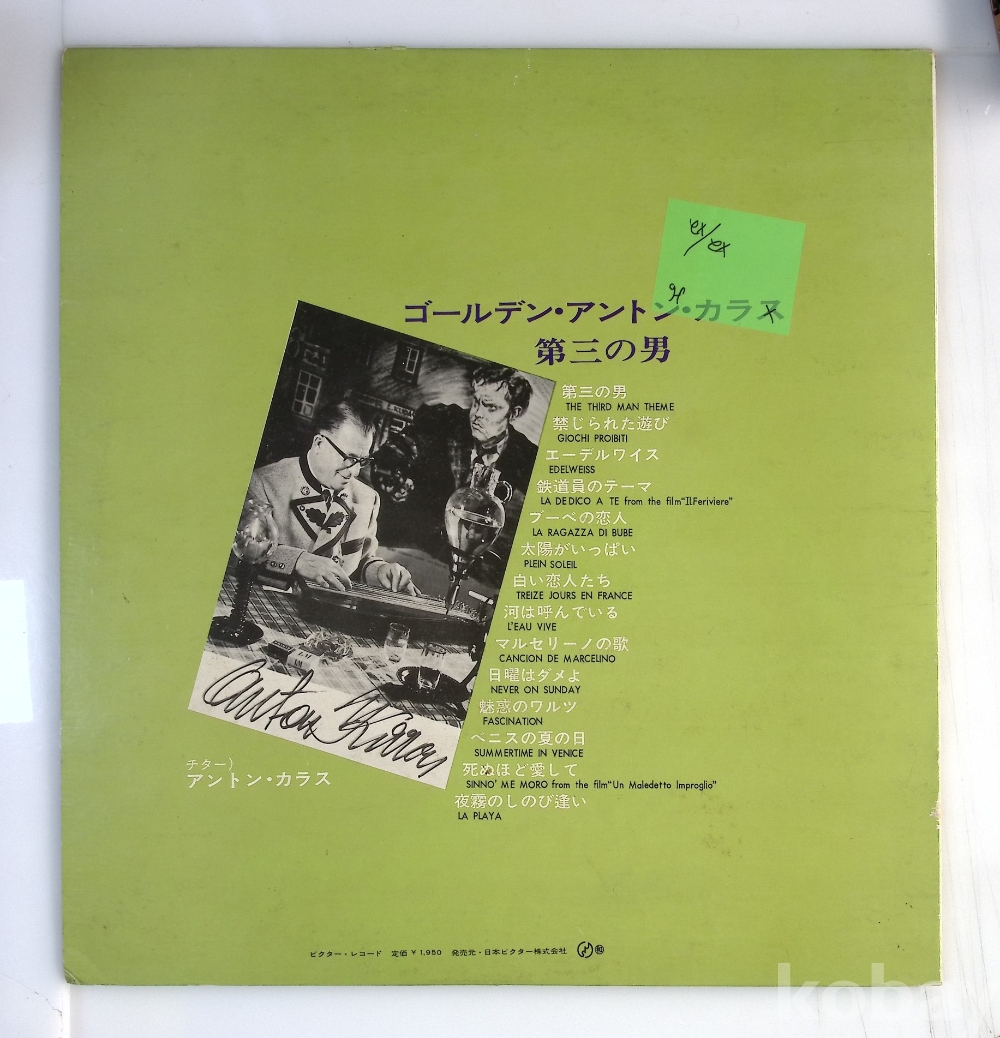 ex/ex
ゴールデン・アントン・カラス
第三の男
第三の男
THE THIRD MAN THEME
禁じられた遊び
GIOCHI PROIBITI
エーデルワイス
EDELWEISS
鉄道員のテーマ
LA DEDICO A TE from the film“Il.Feriviere”
ブーベの恋人
LA RAGAZZA DI BUBE
太陽がいっぱい
PLEIN SOLEIL
白い恋人たち
TREIZE JOURS EN FRANCE
河は呼んでいる
L'EAU VIVE
マルセリーノの歌
CANCION DE MARCELINO
日曜はダメよ
NEVER ON SUNDAY
魅惑のワルツ
FASCINATION
ベニスの夏の日
SUMMERTIME IN VENICE
死ぬほど愛して
SINNO' ME MORO from the film“Un Maledetto Improglio”
夜霧のしのび逢い
LA PLAYA
チター）
アントン・カラス
ビクター・レコード 定価 ¥1,950 発売元・日本ビクター株式会社
koba